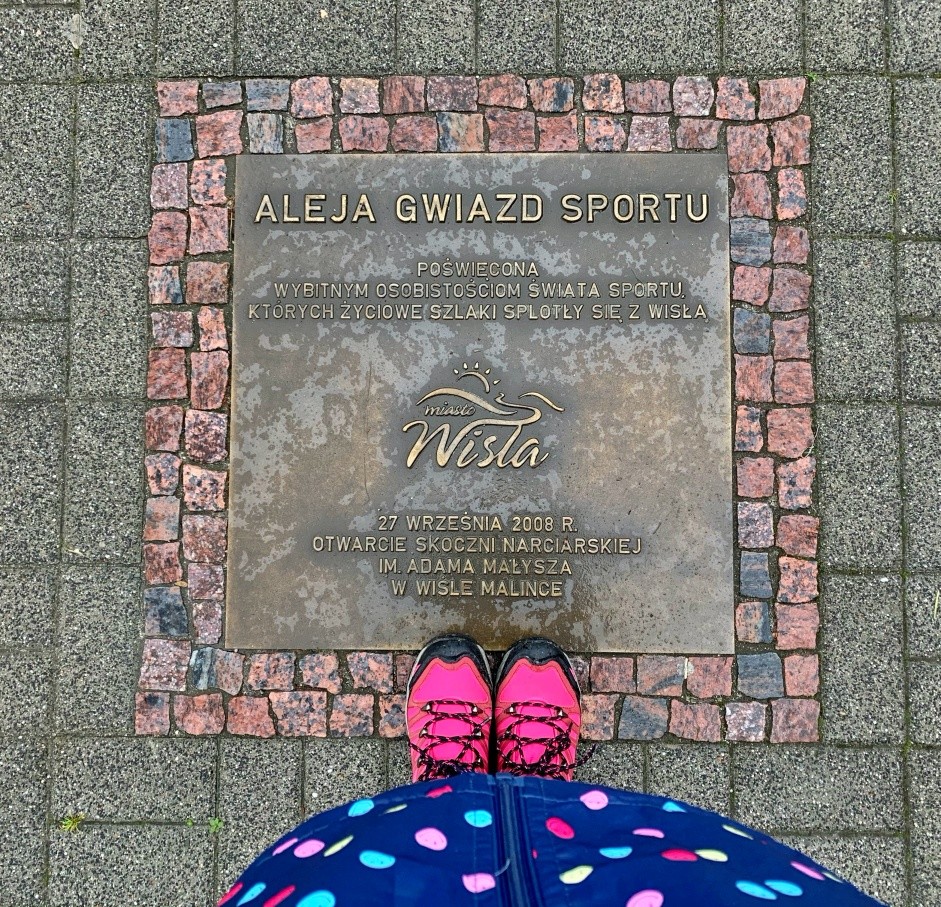 ALEJA GWIAZD SPORTU
POŚWIĘCONA
WYBITNYM OSOBISTOŚCIOM ŚWIATA SPORTU,
KTÓRYCH ŻYCIOWE SZLAKI SPLOTŁY SIĘ Z WISŁĄ
miasto
Wisła
27 WRZEŚNIA 2008 R.
OTWARCIE SKOCZNI NARCIARSKIEJ
IM. ADAMA MAŁYSZA
W WIŚLE MALINCE